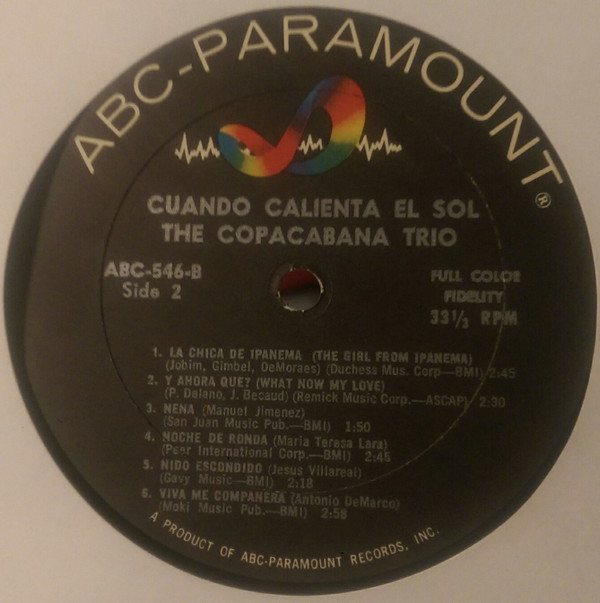 ABC-PARAMOUNT®
CUANDO CALIENTA EL SOL
THE COPACABANA TRIO
ABC-546-B
Side 2
FULL COLOR
FIDELITY
33⅓ RPM
1. LA CHICA DE IPANEMA (THE GIRL FROM IPANEMA)
(Jobim, Gimbel, DeMoraes) (Duchess Mus. Corp—BMI) 2:45
2. Y AHORA QUE? (WHAT NOW MY LOVE)
(P. Delano, J. Becaud) (Remick Music Corp.—ASCAP) 2:30
3. NENA (Manuel Jimenez)
(San Juan Music Pub.—BMI) 1:50
4. NOCHE DE RONDA (Maria Teresa Lara)
(Peer International Corp.—BMI) 2:45
5. NIDO ESCONDIDO (Jesus Villareal)
(Gavy Music—BMI) 2:18
6. VIVA ME COMPANERA (Antonio DeMarco)
(Moki Music Pub.—BMI) 2:58
A PRODUCT OF ABC-PARAMOUNT RECORDS, INC.